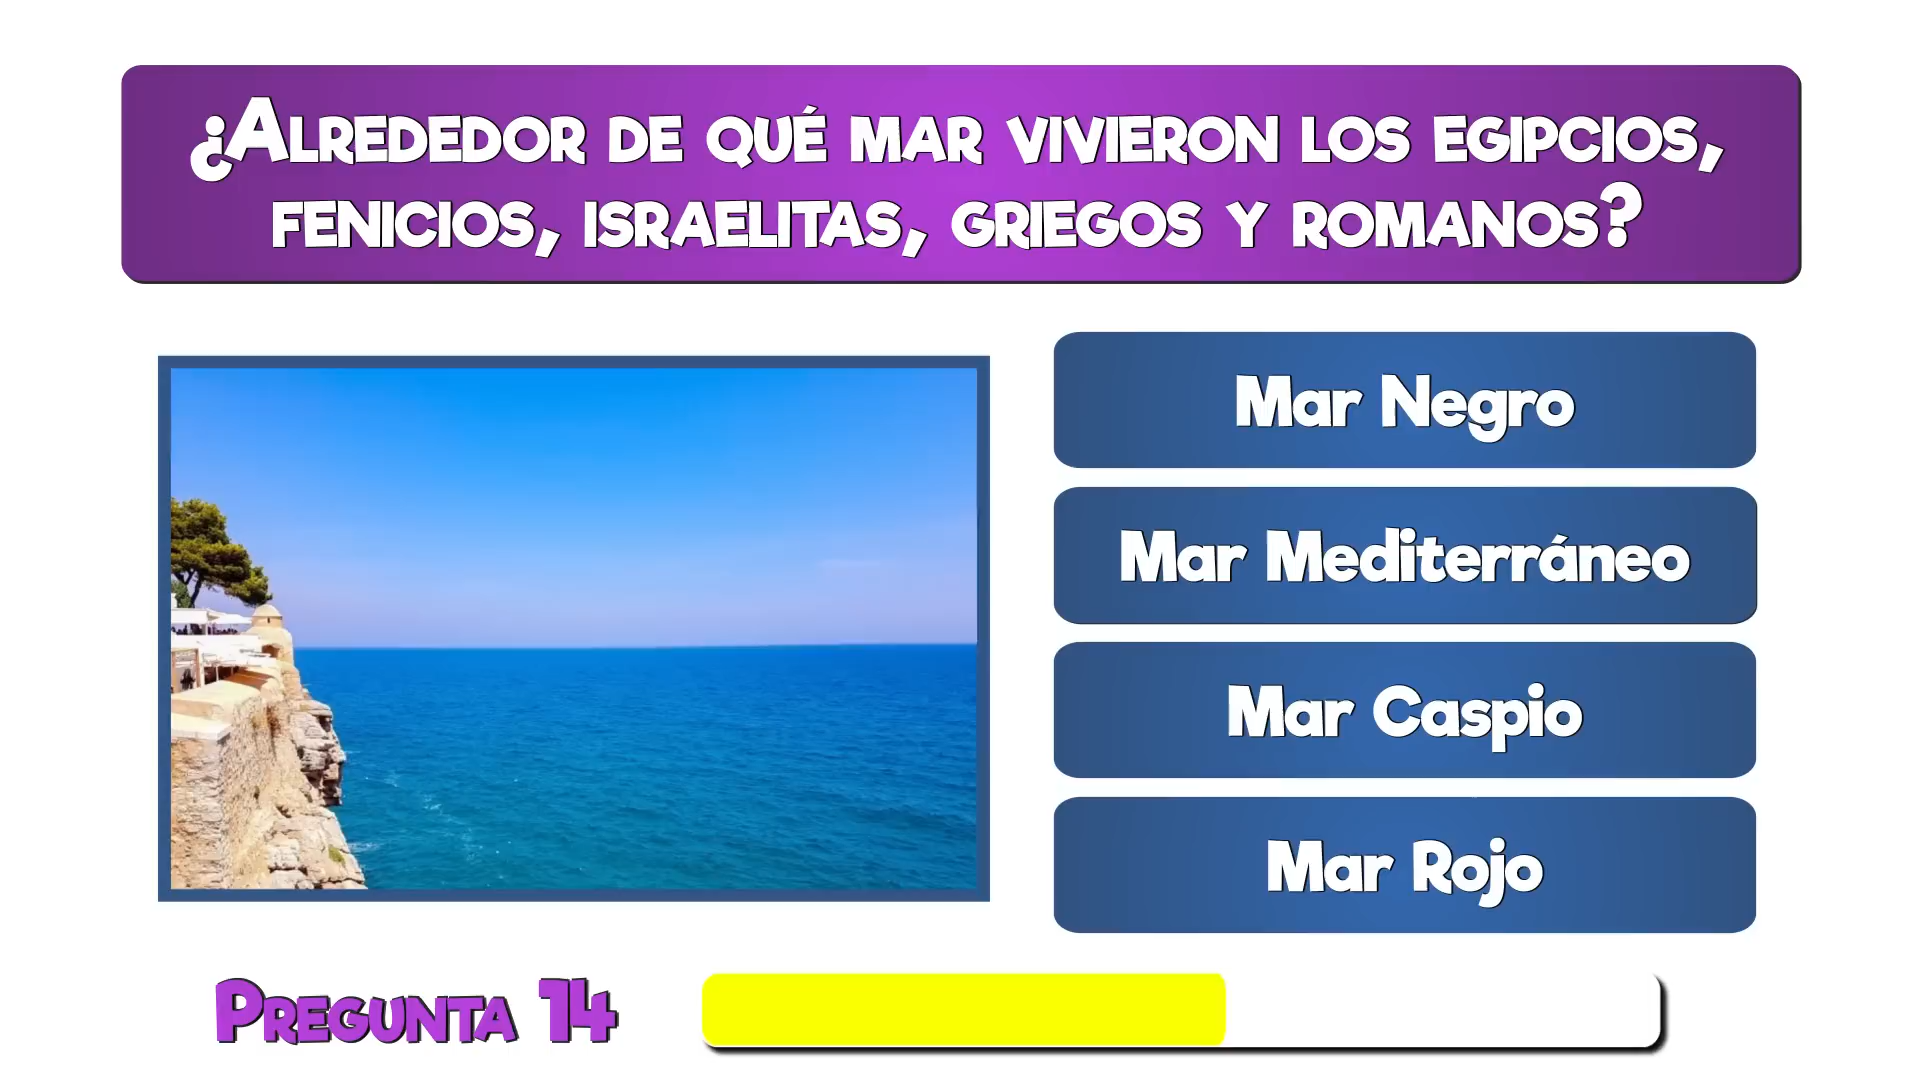 ¿Alrededor de qué mar vivieron los egipcios,
fenicios, israelitas, griegos y romanos?
Mar Negro
Mar Mediterráneo
Mar Caspio
Mar Rojo
Pregunta 14